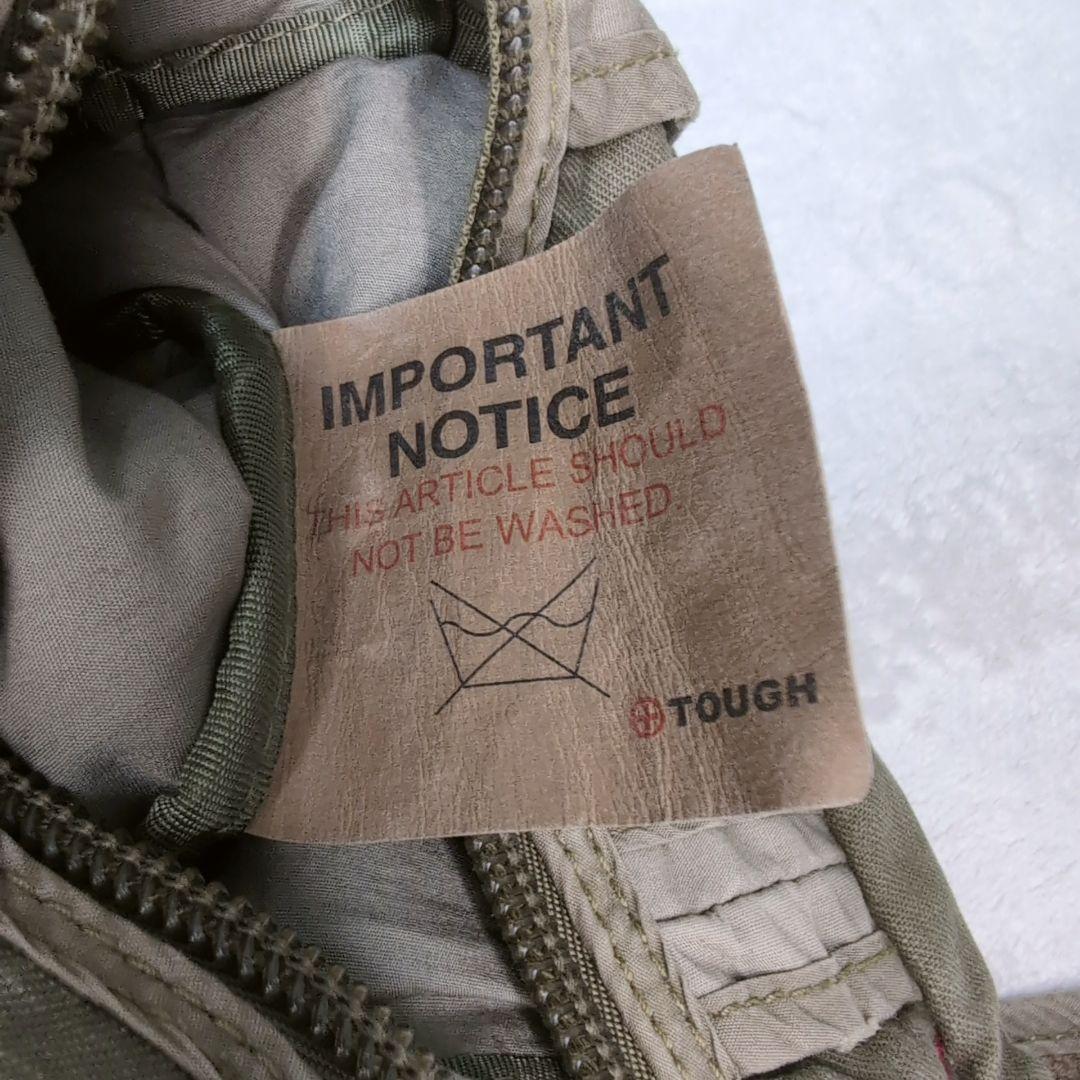 IMPORTANT
NOTICE
THIS ARTICLE SHOULD
NOT BE WASHED.
TOUGH